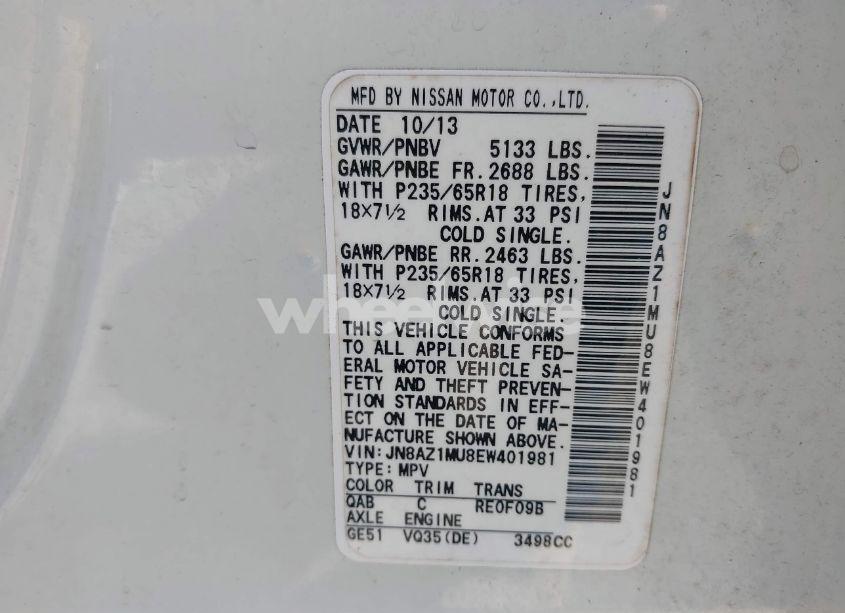 MFD BY NISSAN MOTOR CO.,LTD.
DATE 10/13
GVWR/PNBV 5133 LBS.
GAWR/PNBE FR.2688 LBS.
WITH P235/65R18 TIRES,
18X7½ RIMS.AT 33 PSI
COLD SINGLE.
GAWR/PNBE RR.2463 LBS.
WITH P235/65R18 TIRES,
18X7½ RIMS.AT 33 PSI
COLD SINGLE.
THIS VEHICLE CONFORMS
TO ALL APPLICABLE FED-
ERAL MOTOR VEHICLE SA-
FETY AND THEFT PREVEN-
TION STANDARDS IN EFF-
ECT ON THE DATE OF MA-
NUFACTURE SHOWN ABOVE.
VIN:JN8AZ1MU8EW401981
TYPE:MPV
COLOR TRIM TRANS
QAB C RE0F09B
AXLE ENGINE
GE51 VQ35(DE) 3498CC
JN8AZ1MU8EW401981